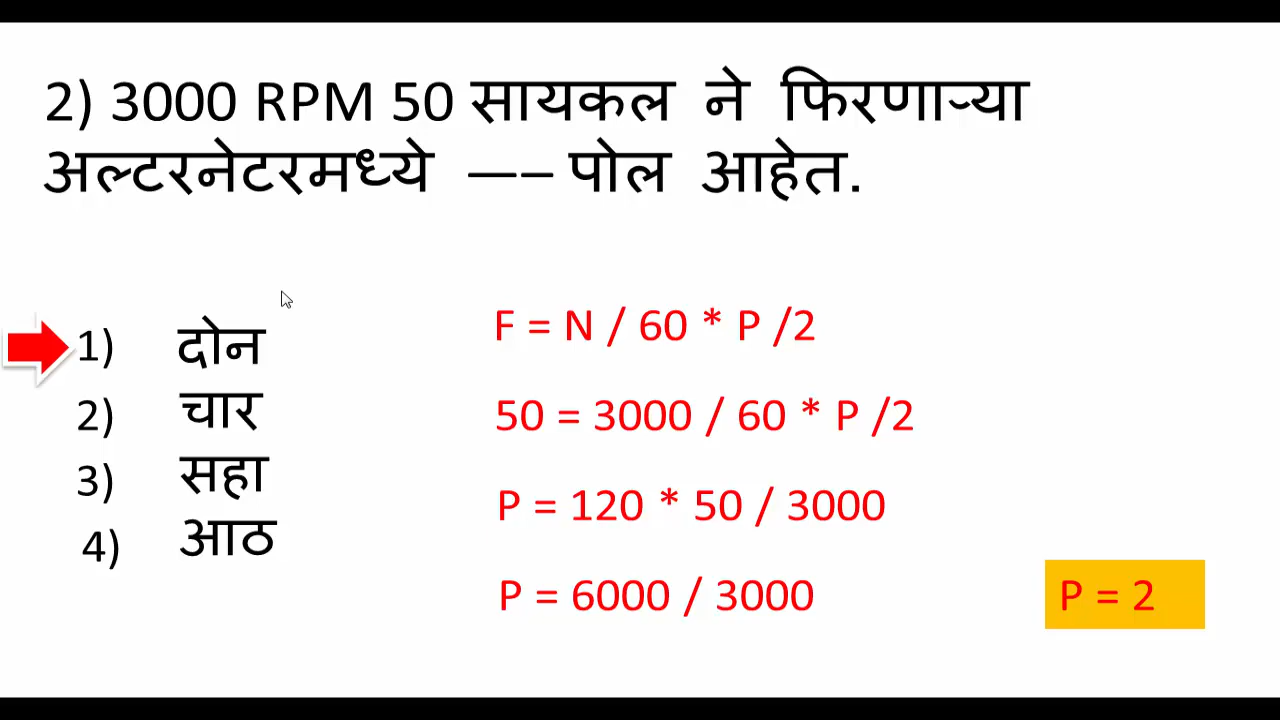 2) 3000 RPM 50 सायकल ने फिरणाऱ्या
अल्टरनेटरमध्ये —– पोल आहेत.
1) दोन
2) चार
3) सहा
4) आठ
F = N / 60 * P /2
50 = 3000 / 60 * P /2
P = 120 * 50 / 3000
P = 6000 / 3000
P = 2